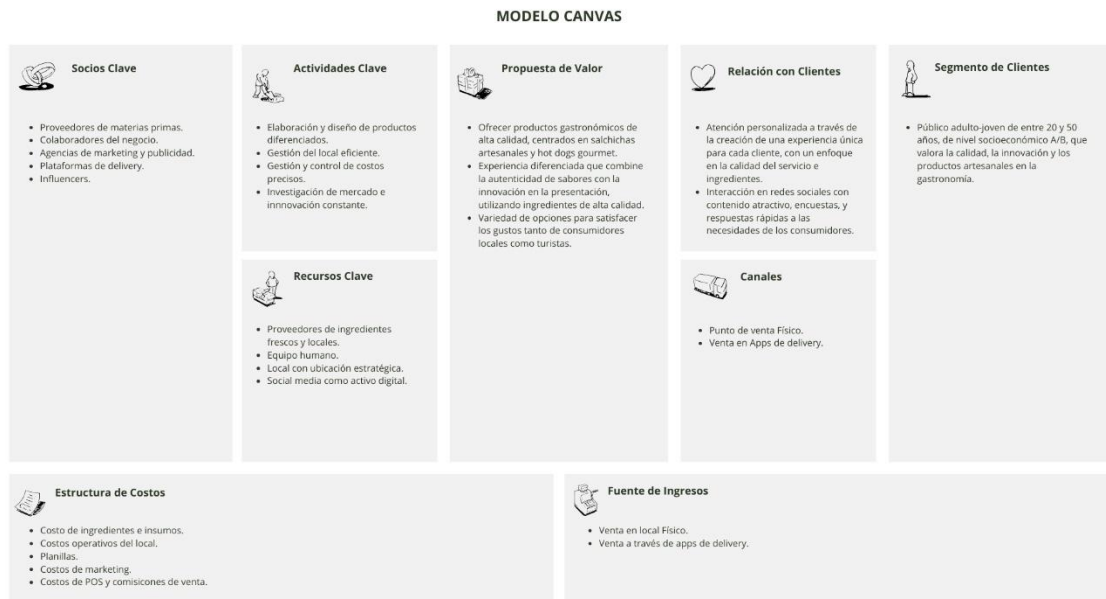 MODELO CANVAS
Socios Clave
• Proveedores de materias primas.
• Colaboradores del negocio.
• Agencias de marketing y publicidad.
• Plataformas de delivery.
• Influencers.
Actividades Clave
• Elaboración y diseño de productos
diferenciados.
• Gestión del local eficiente.
• Gestión y control de costos
precisos.
• Investigación de mercado e
innnovación constante.
Recursos Clave
• Proveedores de ingredientes
frescos y locales.
• Equipo humano.
• Local con ubicación estratégica.
• Social media como activo digital.
Propuesta de Valor
• Ofrecer productos gastronómicos de
alta calidad, centrados en salchichas
artesanales y hot dogs gourmet.
• Experiencia diferenciada que combine
la autenticidad de sabores con la
innovación en la presentación,
utilizando ingredientes de alta calidad.
• Variedad de opciones para satisfacer
los gustos tanto de consumidores
locales como turistas.
Relación con Clientes
• Atención personalizada a través de
la creación de una experiencia única
para cada cliente, con un enfoque
en la calidad del servicio e
ingredientes.
• Interacción en redes sociales con
contenido atractivo, encuestas, y
respuestas rápidas a las
necesidades de los consumidores.
Canales
• Punto de venta Físico.
• Venta en Apps de delivery.
Segmento de Clientes
• Público adulto-joven de entre 20 y 50
años, de nivel socioeconómico A/B, que
valora la calidad, la innovación y los
productos artesanales en la
gastronomía.
Estructura de Costos
• Costo de ingredientes e insumos.
• Costos operativos del local.
• Planillas.
• Costos de marketing.
• Costos de POS y comisicones de venta.
Fuente de Ingresos
• Venta en local Físico.
• Venta a través de apps de delivery.